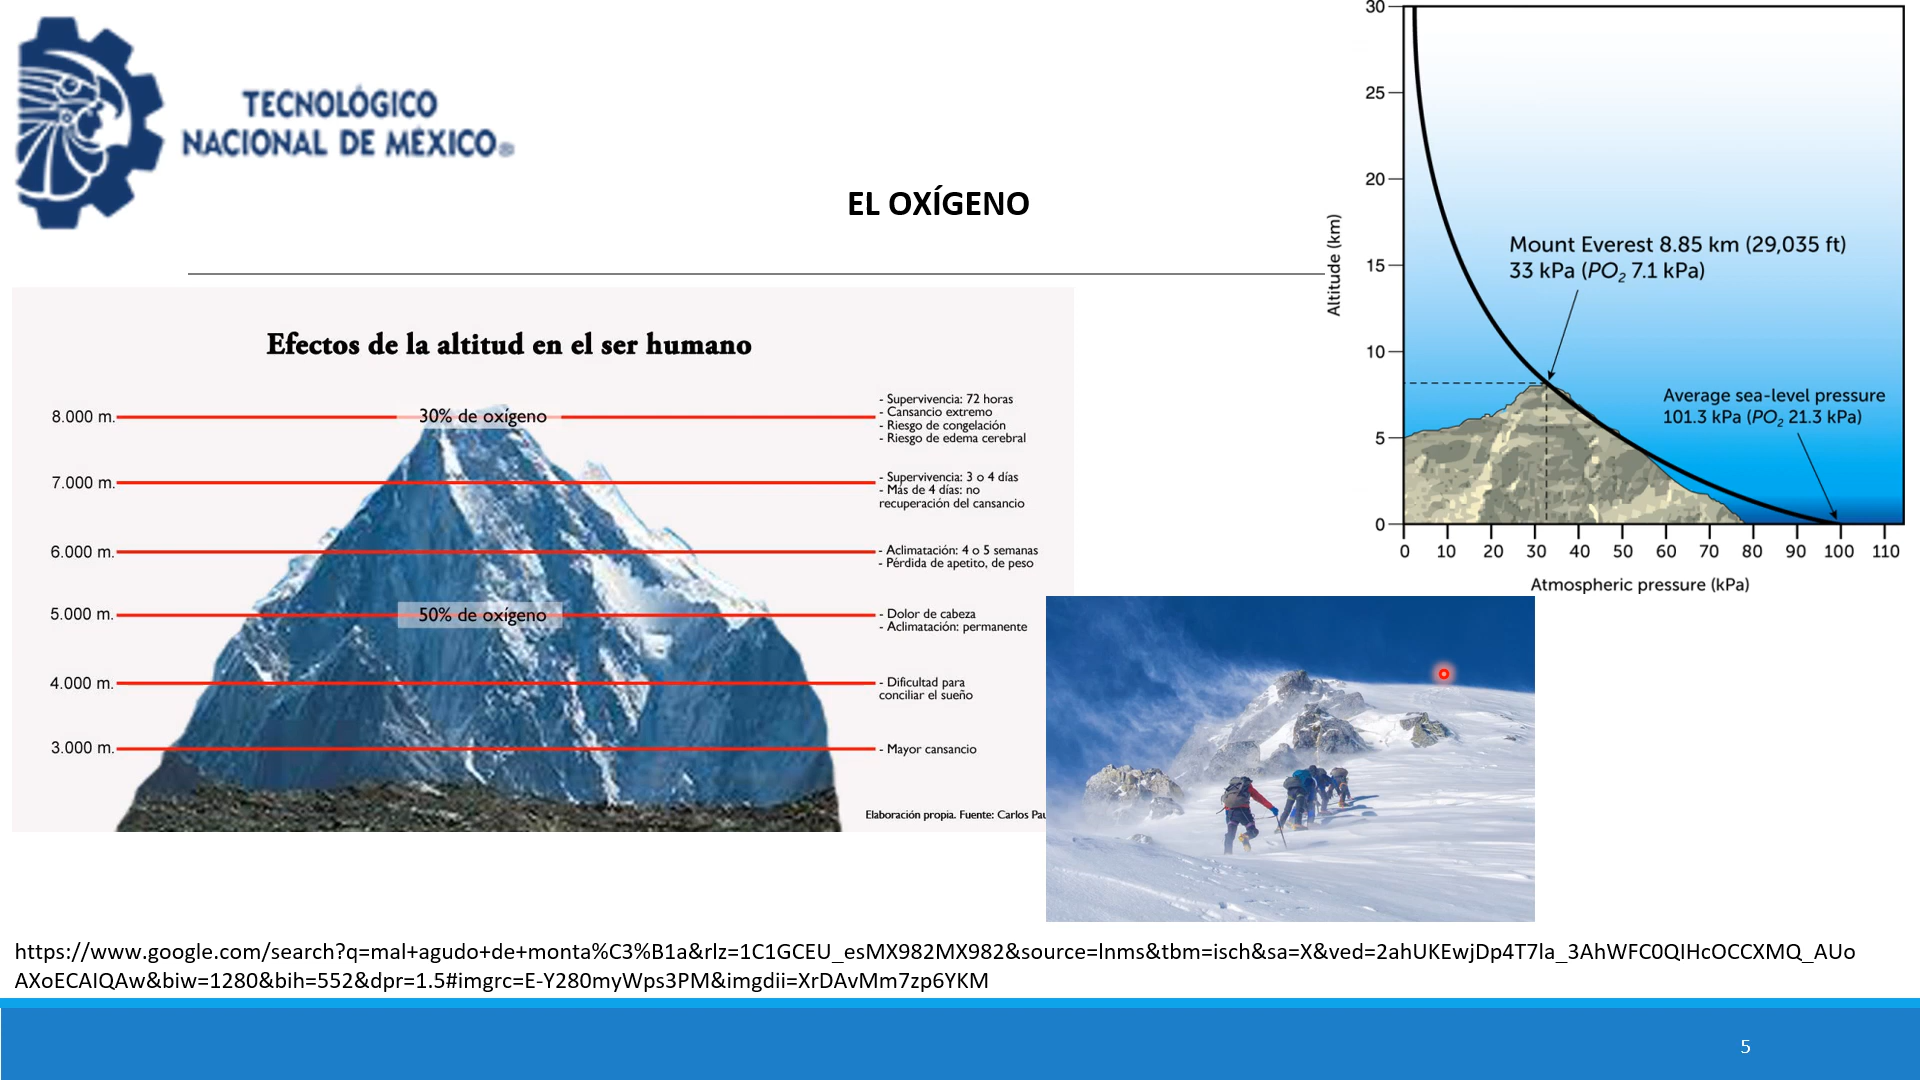 TECNOLÓGICO
NACIONAL DE MÉXICO®
EL OXÍGENO
Efectos de la altitud en el ser humano
8.000 m.
30% de oxígeno
- Supervivencia: 72 horas
- Cansancio extremo
- Riesgo de congelación
- Riesgo de edema cerebral
7.000 m.
- Supervivencia: 3 o 4 días
- Más de 4 días: no
recuperación del cansancio
6.000 m.
- Aclimatación: 4 o 5 semanas
- Pérdida de apetito, de peso
5.000 m.
50% de oxígeno
- Dolor de cabeza
- Aclimatación: permanente
4.000 m.
- Dificultad para
conciliar el sueño
3.000 m.
- Mayor cansancio
Elaboración propia. Fuente: Carlos
30
25
20
15
10
5
0
Altitude (km)
Mount Everest 8.85 km (29,035 ft)
33 kPa (PO2 7.1 kPa)
Average sea-level pressure
101.3 kPa (PO2 21.3 kPa)
0 10 20 30 40 50 60 70 80 90 100 110
Atmospheric pressure (kPa)
https://www.google.com/search?q=mal+agudo+de+monta%C3%B1a&rlz=1C1GCEU_esMX982MX982&source=lnms&tbm=isch&sa=X&ved=2ahUKEwjDp4T7la_3AhWFC0QIHcOCCXMQ_AUo
AXoECAIQAw&biw=1280&bih=552&dpr=1.5#imgrc=E-Y280myWps3PM&imgdii=XrDAvMm7zp6YKM
5